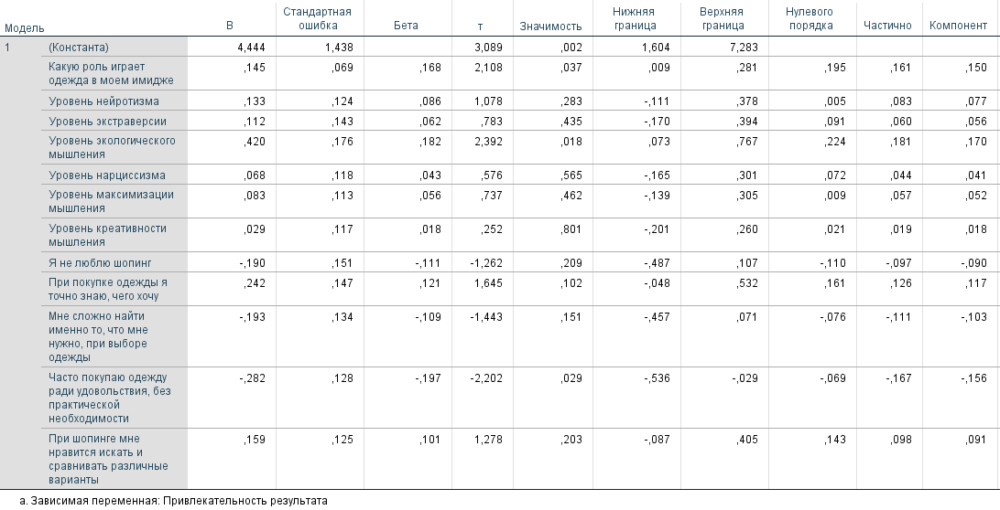 Модель B Стандартная ошибка Бета т Значимость Нижняя граница Верхняя граница Нулевого порядка Частично Компонент
1 (Константа) 4,444 1,438 3,089 ,002 1,604 7,283
Какую роль играет одежда в моем имидже ,145 ,069 ,168 2,108 ,037 ,009 ,281 ,195 ,161 ,150
Уровень нейротизма ,133 ,124 ,086 1,078 ,283 -,111 ,378 ,005 ,083 ,077
Уровень экстраверсии ,112 ,143 ,062 ,783 ,435 -,170 ,394 ,091 ,060 ,056
Уровень экологического мышления ,420 ,176 ,182 2,392 ,018 ,073 ,767 ,224 ,181 ,170
Уровень нарциссизма ,068 ,118 ,043 ,576 ,565 -,165 ,301 ,072 ,044 ,041
Уровень максимизации мышления ,083 ,113 ,056 ,737 ,462 -,139 ,305 ,009 ,057 ,052
Уровень креативности мышления ,029 ,117 ,018 ,252 ,801 -,201 ,260 ,021 ,019 ,018
Я не люблю шопинг -,190 ,151 -,111 -1,262 ,209 -,487 ,107 -,110 -,097 -,090
При покупке одежды я точно знаю, чего хочу ,242 ,147 ,121 1,645 ,102 -,048 ,532 ,161 ,126 ,117
Мне сложно найти именно то, что мне нужно, при выборе одежды -,193 ,134 -,109 -1,443 ,151 -,457 ,071 -,076 -,111 -,103
Часто покупаю одежду ради удовольствия, без практической необходимости -,282 ,128 -,197 -2,202 ,029 -,536 -,029 -,069 -,167 -,156
При шопинге мне нравится искать и сравнивать различные варианты ,159 ,125 ,101 1,278 ,203 -,087 ,405 ,143 ,098 ,091
a. Зависимая переменная: Привлекательность результата